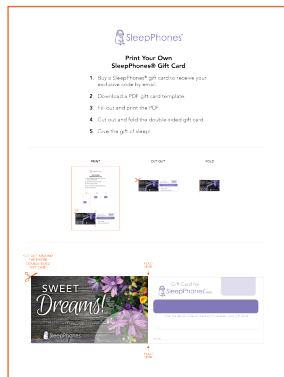 SleepPhones®
Print Your Own
SleepPhones® Gift Card
1. Buy a SleepPhones® gift card to receive your
exclusive code by email.
2. Download a PDF gift card template.
3. Fill out and print the PDF.
4. Cut out and fold the double-sided gift card.
5. Give the gift of sleep!
PRINT
CUT OUT
FOLD
CUT OUT AROUND
THE ENTIRE
DOUBLE-SIDED
GIFT CARD
FOLD
HERE
SWEET
Dreams!
SleepPhones
Gift Card for
SleepPhones
FOLD
HERE